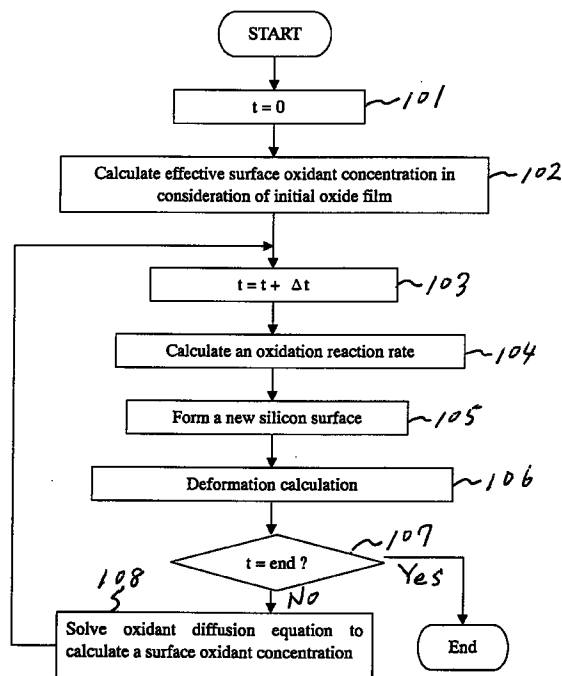 START
t = 0
101
Calculate effective surface oxidant concentration in
consideration of initial oxide film
102
t = t + Δt
103
Calculate an oxidation reaction rate
104
Form a new silicon surface
105
Deformation calculation
106
t = end ?
107
Yes
No
108
Solve oxidant diffusion equation to
calculate a surface oxidant concentration
End